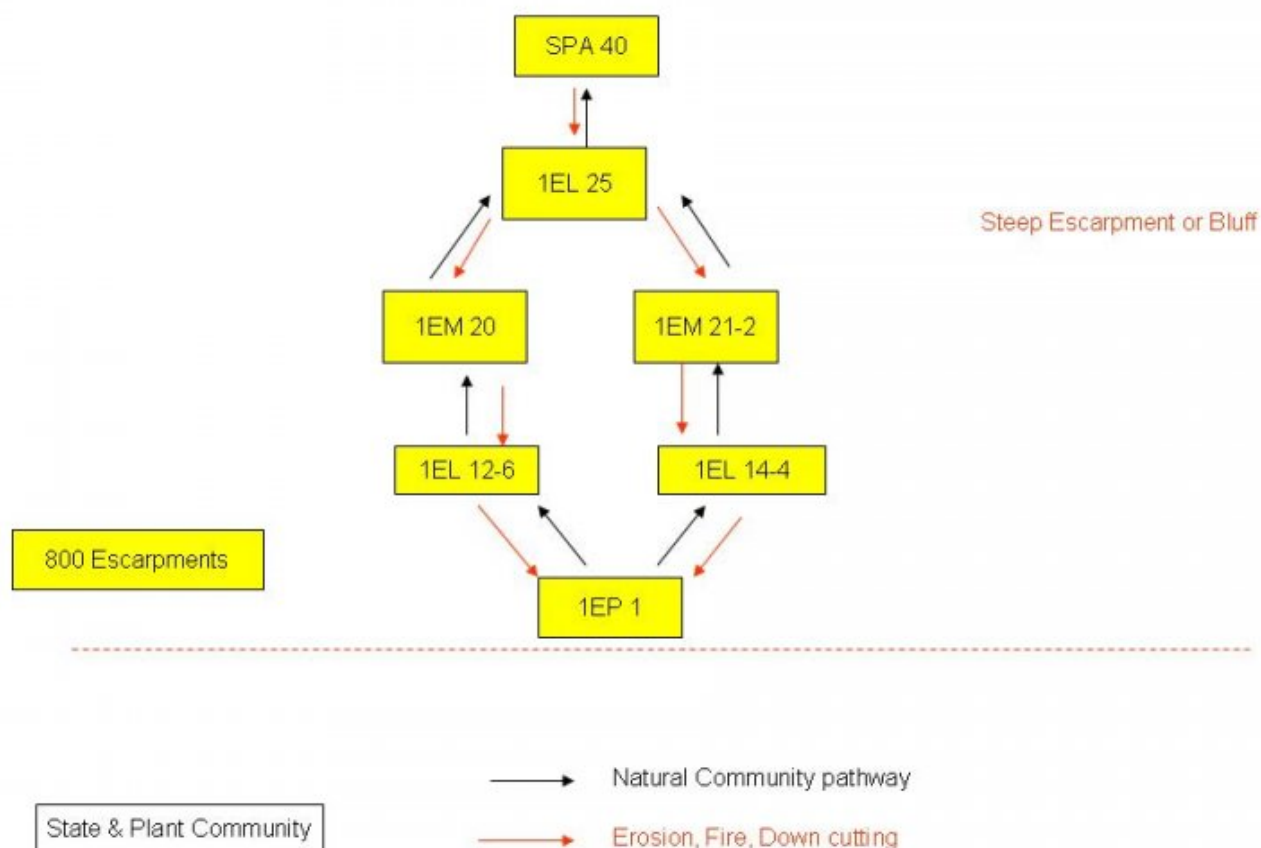 SPA 40
1EL 25
Steep Escarpment or Bluff
1EM 20
1EM 21-2
1EL 12-6
1EL 14-4
800 Escarpments
1EP 1
Natural Community pathway
State & Plant Community
Erosion, Fire, Down cutting